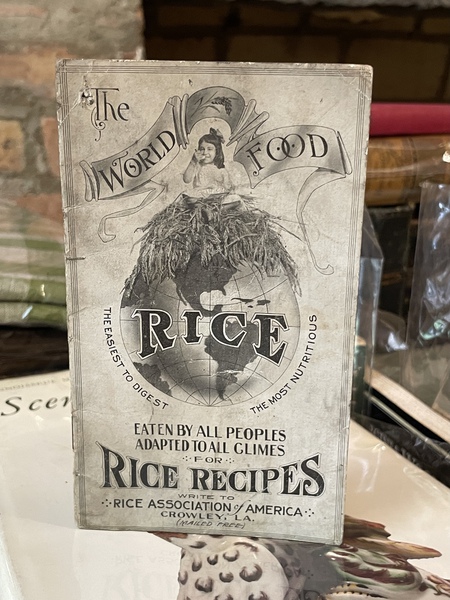 The
WORLD FOOD
RICE
THE EASIEST TO DIGEST
THE MOST NUTRITIOUS
EATEN BY ALL PEOPLES
ADAPTED TO ALL CLIMES
FOR
RICE RECIPES
WRITE TO
RICE ASSOCIATION of AMERICA
CROWLEY, LA.
(MAILED FREE)
Scen